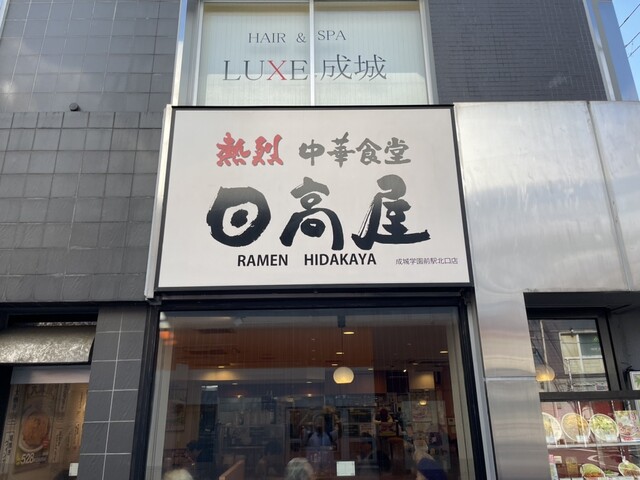 HAIR & SPA
LUXE 成城
熱烈 中華食堂
日高屋
RAMEN HIDAKAYA 成城学園前駅北口店
528